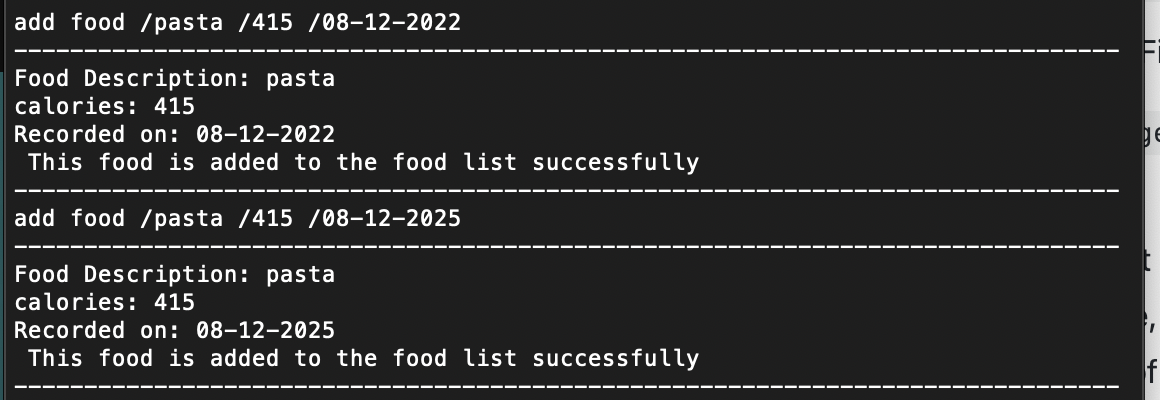 add food /pasta /415 /08-12-2022
--------------------------------------------------------------------------------
Food Description: pasta
calories: 415
Recorded on: 08-12-2022
 This food is added to the food list successfully
--------------------------------------------------------------------------------
add food /pasta /415 /08-12-2025
--------------------------------------------------------------------------------
Food Description: pasta
calories: 415
Recorded on: 08-12-2025
 This food is added to the food list successfully
--------------------------------------------------------------------------------